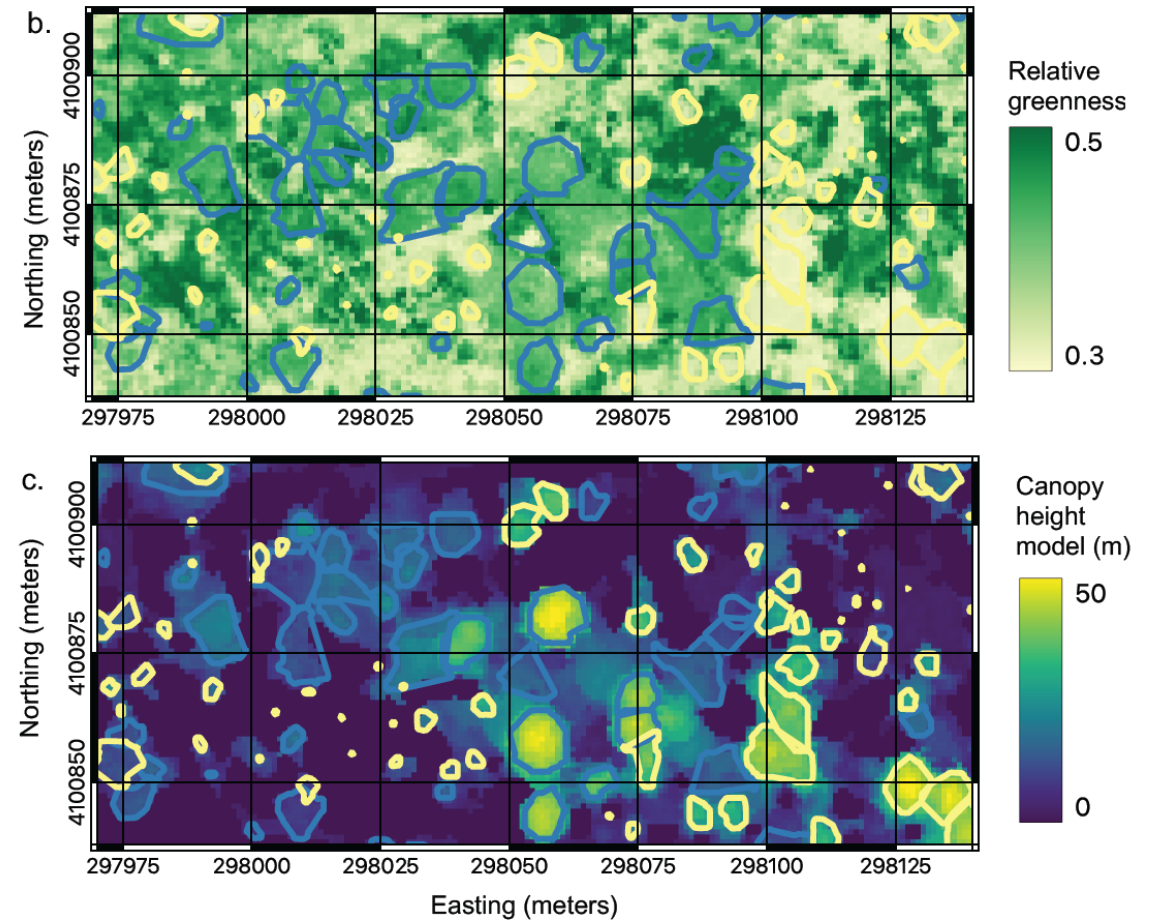 b.
Relative
greenness
0.5
0.3
Northing (meters)
4100900
4100875
4100850
297975 298000 298025 298050 298075 298100 298125
c.
Canopy
height
model (m)
50
0
Northing (meters)
4100900
4100875
4100850
297975 298000 298025 298050 298075 298100 298125
Easting (meters)